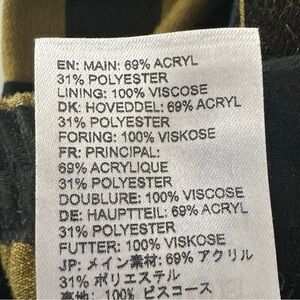 EN: MAIN: 69% ACRYL
31% POLYESTER
LINING: 100% VISCOSE
DK: HOVEDDEL: 69% ACRYL
31% POLYESTER
FORING: 100% VISKOSE
FR: PRINCIPAL:
69% ACRYLIQUE
31% POLYESTER
DOUBLURE: 100% VISCOSE
DE: HAUPTTEIL: 69% ACRYL
31% POLYESTER
FUTTER: 100% VISKOSE
JP: メイン素材: 69% アクリル
31% ポリエステル
裏地: 100% ビスコース